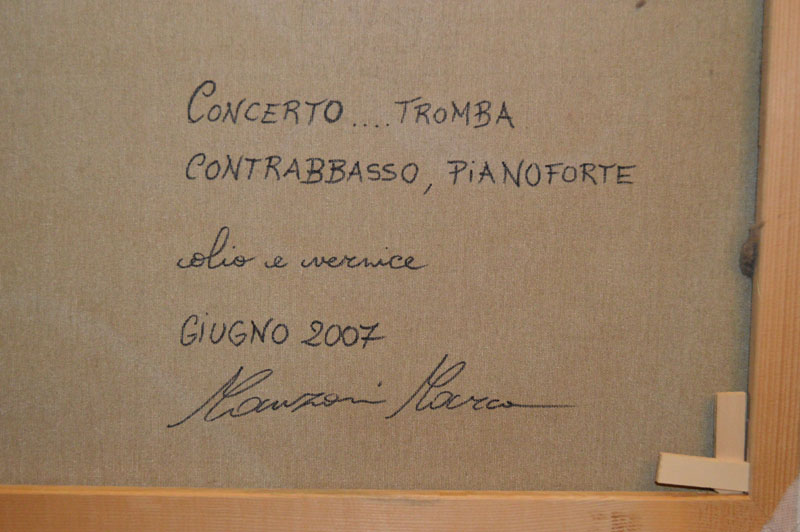 CONCERTO....TROMBA
CONTRABBASSO, PiANOFORTE
olio e vernice
GiUGNO 2007
Manzoni Marco